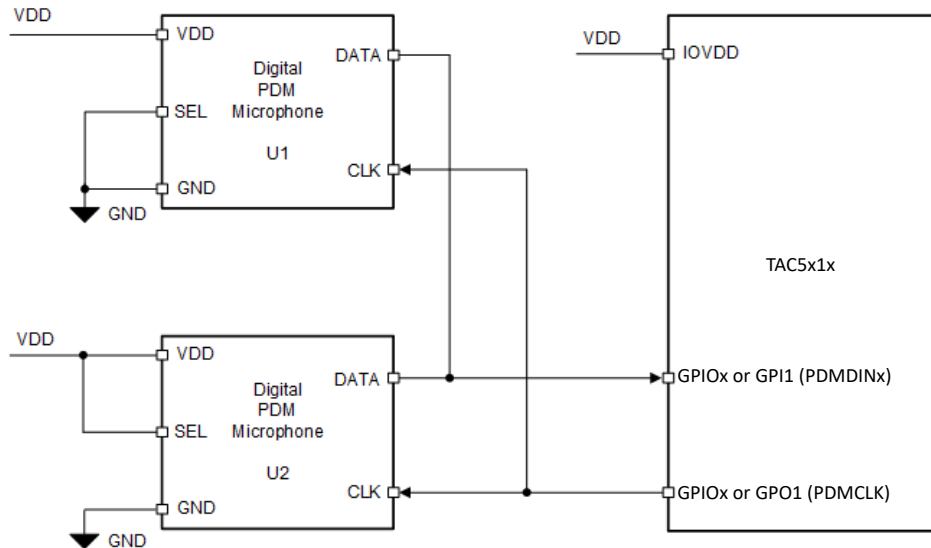 VDD
VDD
DATA
Digital
PDM
Microphone
SEL
U1
CLK
GND
GND
VDD
IOVDD
TAC5x1x
VDD
VDD
DATA
Digital
PDM
Microphone
SEL
U2
CLK
GND
GND
GPIOx or GPI1 (PDMDINx)
GPIOx or GPO1 (PDMCLK)